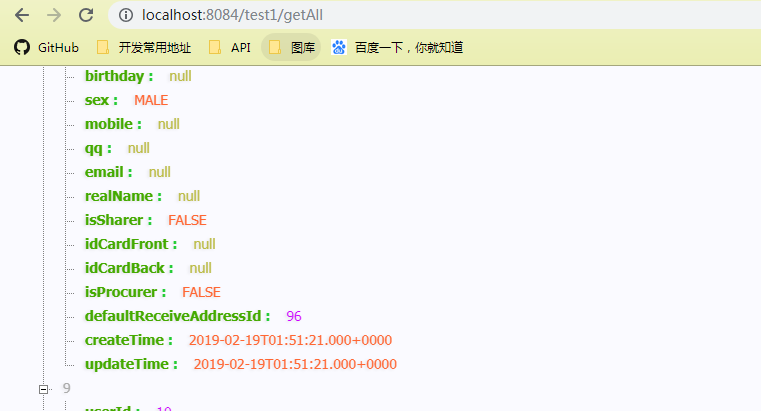 localhost:8084/test1/getAll
GitHub 开发常用地址 API 图库 百度一下，你就知道
birthday : null
sex : MALE
mobile : null
qq : null
email : null
realName : null
isSharer : FALSE
idCardFront : null
idCardBack : null
isProcurer : FALSE
defaultReceiveAddressId : 96
createTime : 2019-02-19T01:51:21.000+0000
updateTime : 2019-02-19T01:51:21.000+0000
9
userId : 10